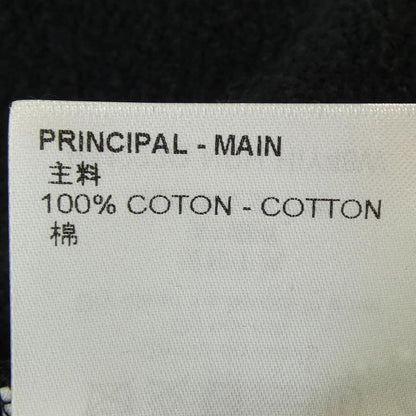 PRINCIPAL - MAIN
主料
100% COTON - COTTON
棉